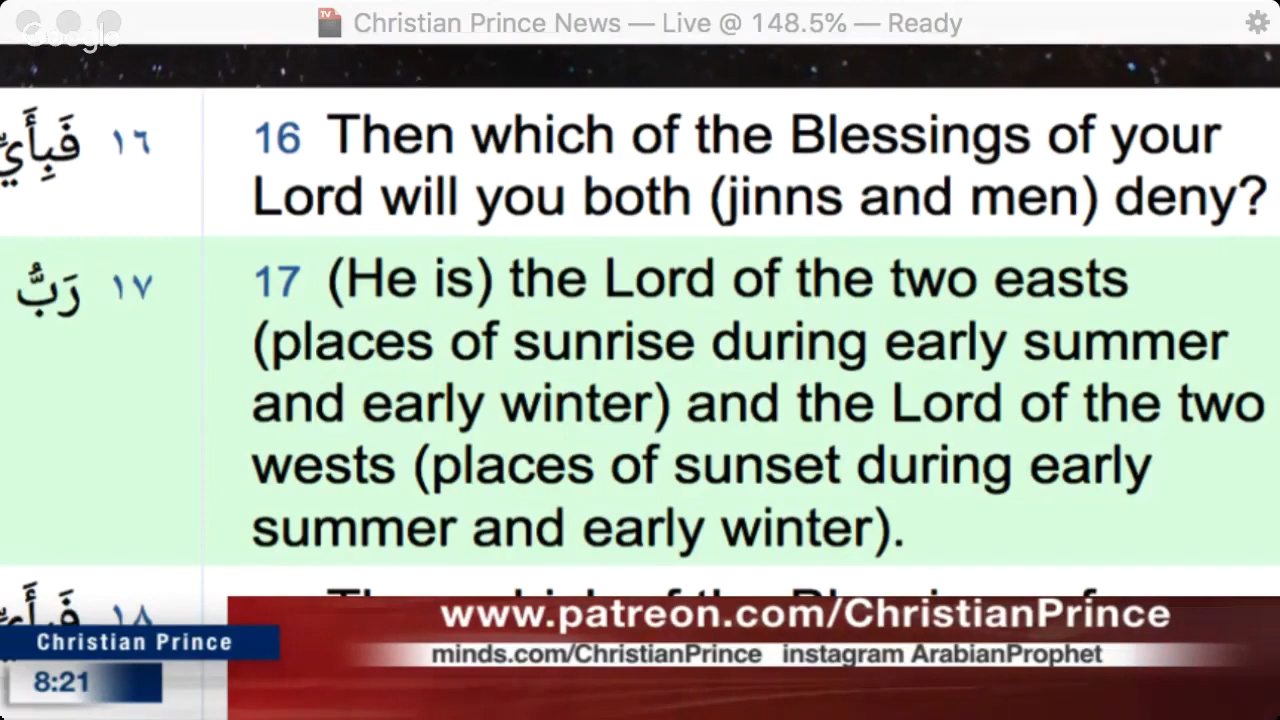 Christian Prince News — Live @ 148.5% — Ready
Google
١٦ 16 Then which of the Blessings of your
Lord will you both (jinns and men) deny?
رَبُّ ١٧ 17 (He is) the Lord of the two easts
(places of sunrise during early summer
and early winter) and the Lord of the two
wests (places of sunset during early
summer and early winter).
١٨
www.patreon.com/ChristianPrince
Christian Prince
minds.com/ChristianPrince instagram ArabianProphet
8:21